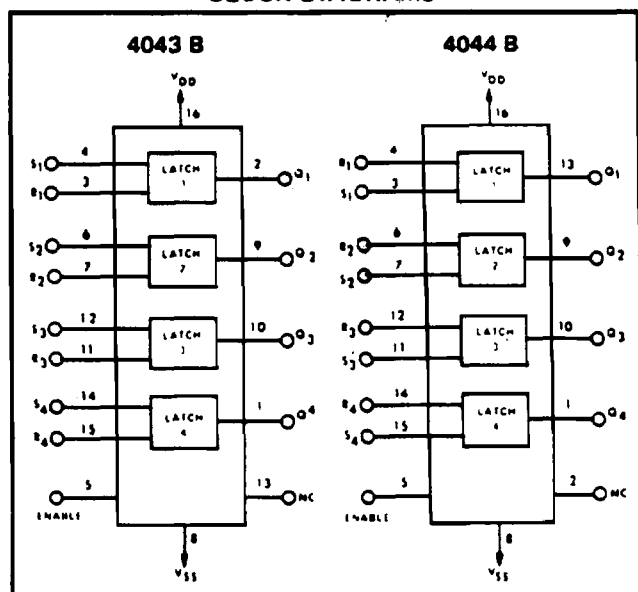 4043 B
V DD
16
S1 4
R1 3
LATCH
1
2 Q1
S2 6
R2 7
LATCH
2
9 Q2
S3 12
R3 11
LATCH
3
10 Q3
S4 14
R4 15
LATCH
4
1 Q4
5
ENABLE
13 NC
8
VSS
4044 B
V DD
16
R1 4
S1 3
LATCH
1
13 Q1
R2 6
S2 7
LATCH
2
9 Q2
R3 12
S3 11
LATCH
3
10 Q3
R4 14
S4 15
LATCH
4
1 Q4
5
ENABLE
2 NC
8
VSS